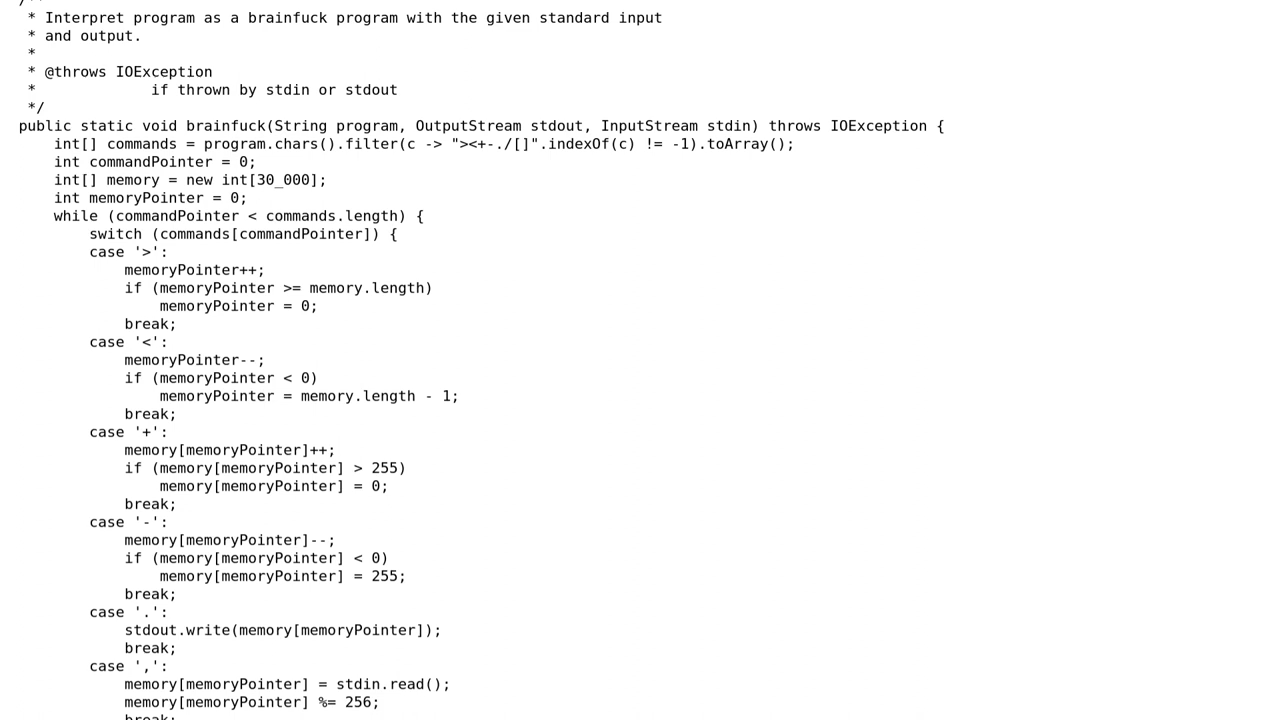 /**
 * Interpret program as a brainfuck program with the given standard input
 * and output.
 *
 * @throws IOException
 *             if thrown by stdin or stdout
 */
public static void brainfuck(String program, OutputStream stdout, InputStream stdin) throws IOException {
    int[] commands = program.chars().filter(c -> "><+-./[]".indexOf(c) != -1).toArray();
    int commandPointer = 0;
    int[] memory = new int[30_000];
    int memoryPointer = 0;
    while (commandPointer < commands.length) {
        switch (commands[commandPointer]) {
        case '>':
            memoryPointer++;
            if (memoryPointer >= memory.length)
                memoryPointer = 0;
            break;
        case '<':
            memoryPointer--;
            if (memoryPointer < 0)
                memoryPointer = memory.length - 1;
            break;
        case '+':
            memory[memoryPointer]++;
            if (memory[memoryPointer] > 255)
                memory[memoryPointer] = 0;
            break;
        case '-':
            memory[memoryPointer]--;
            if (memory[memoryPointer] < 0)
                memory[memoryPointer] = 255;
            break;
        case '.':
            stdout.write(memory[memoryPointer]);
            break;
        case ',':
            memory[memoryPointer] = stdin.read();
            memory[memoryPointer] %= 256;
            break;